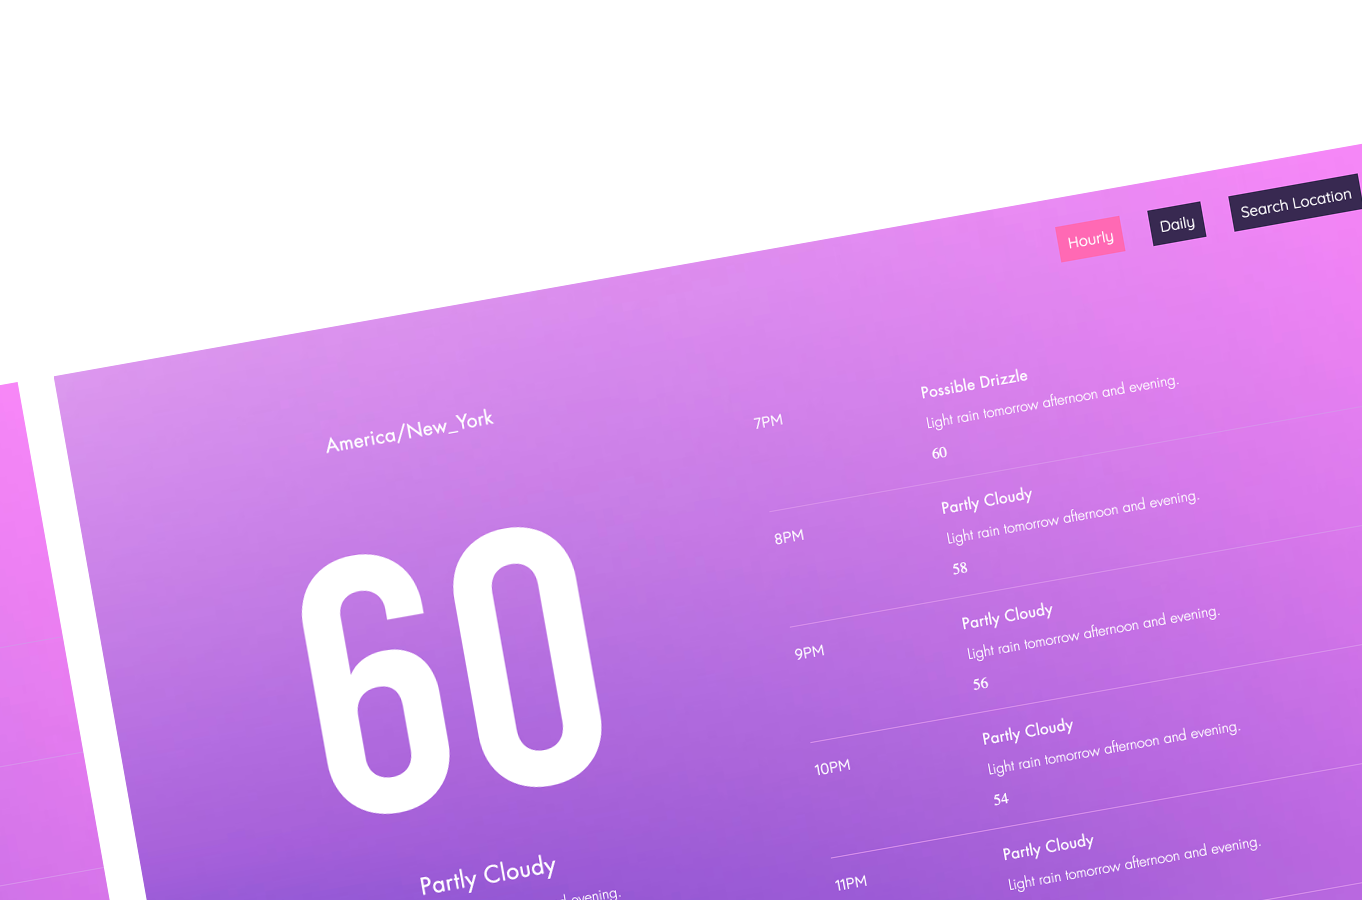 Hourly
Daily
Search Location
America/New_York
60
Partly Cloudy
evening.
7PM
Possible Drizzle
Light rain tomorrow afternoon and evening.
60
8PM
Partly Cloudy
Light rain tomorrow afternoon and evening.
58
9PM
Partly Cloudy
Light rain tomorrow afternoon and evening.
56
10PM
Partly Cloudy
Light rain tomorrow afternoon and evening.
54
11PM
Partly Cloudy
Light rain tomorrow afternoon and evening.